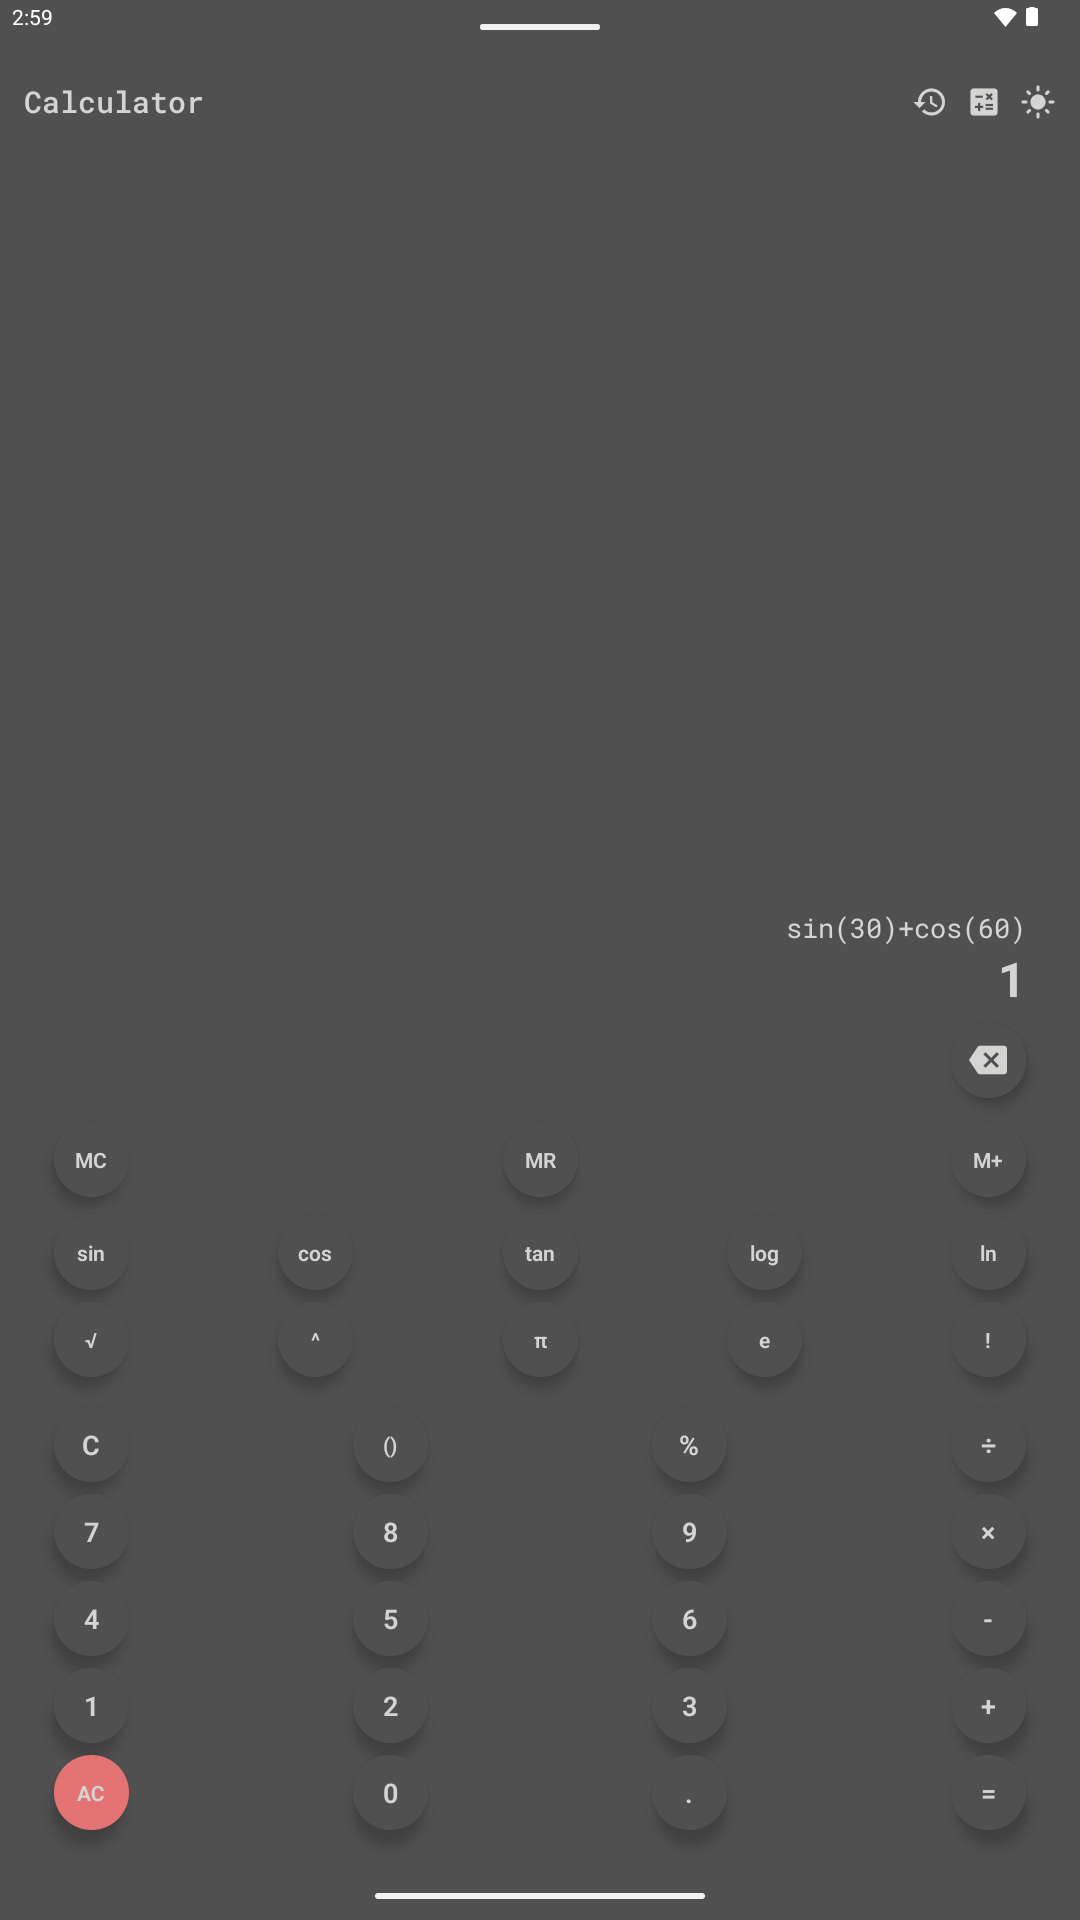 2:59
Calculator
sin(30)+cos(60)
1
MC MR M+
sin cos tan log ln
√ ^ π e !
C () % ÷
7 8 9 ×
4 5 6 -
1 2 3 +
AC 0 . =